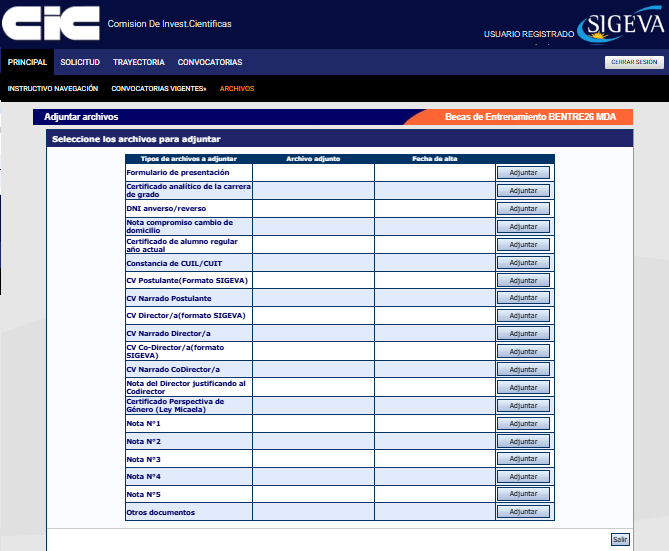 CIC
Comision De Invest.Cientificas
USUARIO REGISTRADO
SIGEVA
PRINCIPAL SOLICITUD TRAYECTORIA CONVOCATORIAS
CERRAR SESIÓN
INSTRUCTIVO NAVEGACIÓN CONVOCATORIAS VIGENTES» ARCHIVOS
Adjuntar archivos
Becas de Entrenamiento BENTRE26 MDA
Seleccione los archivos para adjuntar
Tipos de archivos a adjuntar Archivo adjunto Fecha de alta
Formulario de presentación Adjuntar
Certificado analítico de la carrera
de grado Adjuntar
DNI anverso/reverso Adjuntar
Nota compromiso cambio de
domicilio Adjuntar
Certificado de alumno regular
año actual Adjuntar
Constancia de CUIL/CUIT Adjuntar
CV Postulante(Formato SIGEVA) Adjuntar
CV Narrado Postulante Adjuntar
CV Director/a(formato SIGEVA) Adjuntar
CV Narrado Director/a Adjuntar
CV Co-Director/a(formato
SIGEVA) Adjuntar
CV Narrado CoDirector/a Adjuntar
Nota del Director justificando al
Codirector Adjuntar
Certificado Perspectiva de
Género (Ley Micaela) Adjuntar
Nota N°1 Adjuntar
Nota N°2 Adjuntar
Nota N°3 Adjuntar
Nota N°4 Adjuntar
Nota N°5 Adjuntar
Otros documentos Adjuntar
Salir